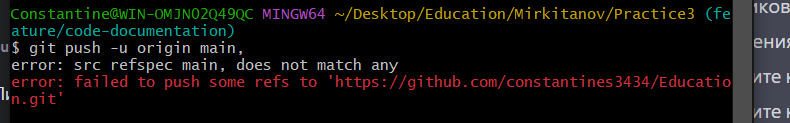 Constantine@WIN-OMJNO2Q49QC MINGW64 ~/Desktop/Education/Mirkitanov/Practice3 (fe
ature/code-documentation)
$ git push -u origin main,
error: src refspec main, does not match any
error: failed to push some refs to 'https://github.com/constantines3434/Educatio
n.git'